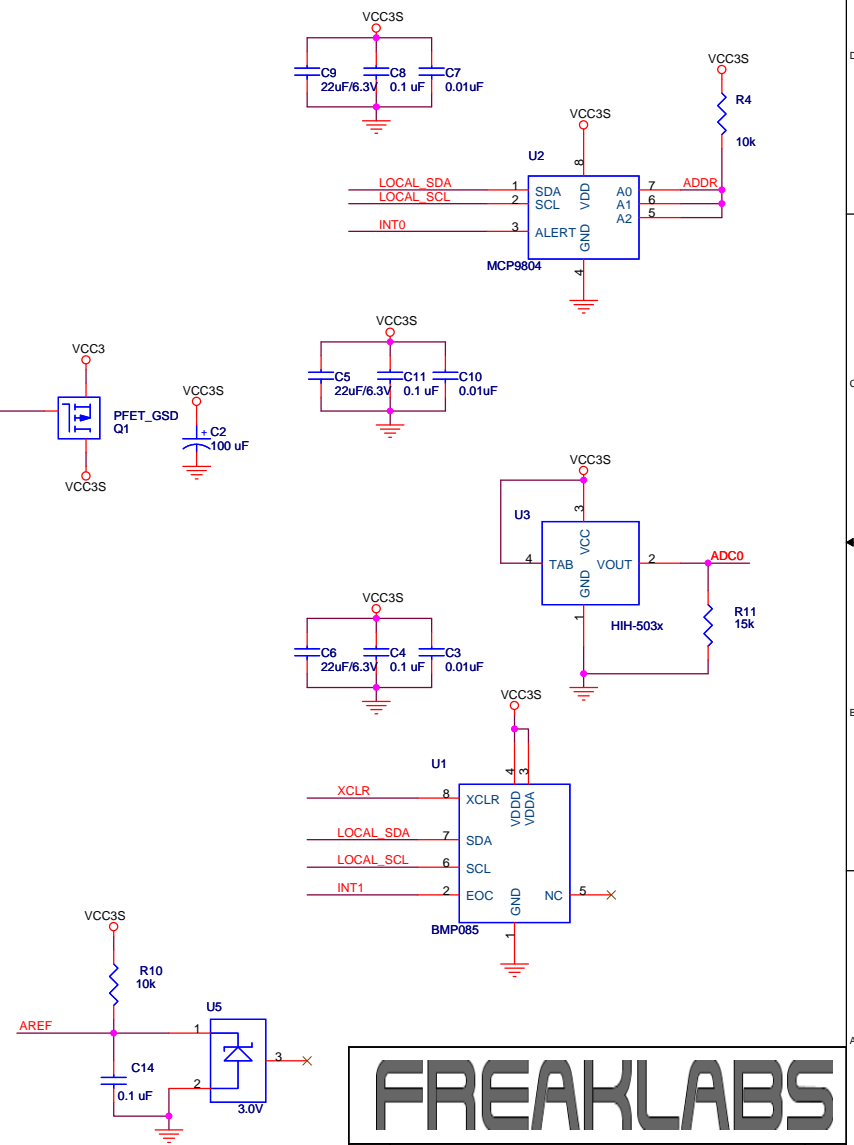 VCC3S
C9
C8
C7
22uF/6.3V
0.1 uF
0.01uF
D
VCC3S
R4
10k
VCC3S
U2
8
LOCAL_SDA
1
SDA
VDD
A0
7
ADDR
LOCAL_SCL
2
SCL
A1
6
A2
5
INT0
3
ALERT
GND
MCP9804
4
VCC3S
C5
C11
C10
22uF/6.3V
0.1 uF
0.01uF
C
VCC3
PFET_GSD
Q1
VCC3S
VCC3S
+
C2
100 uF
VCC3S
U3
3
4
TAB
VCC
VOUT
2
ADC0
GND
1
HIH-503x
R11
15k
VCC3S
C6
C4
C3
22uF/6.3V
0.1 uF
0.01uF
B
VCC3S
U1
4
3
XCLR
8
XCLR
VDDD
VDDA
LOCAL_SDA
7
SDA
LOCAL_SCL
6
SCL
INT1
2
EOC
GND
NC
5
BMP085
1
VCC3S
R10
10k
U5
AREF
1
3
C14
0.1 uF
2
3.0V
A
FREAKLABS